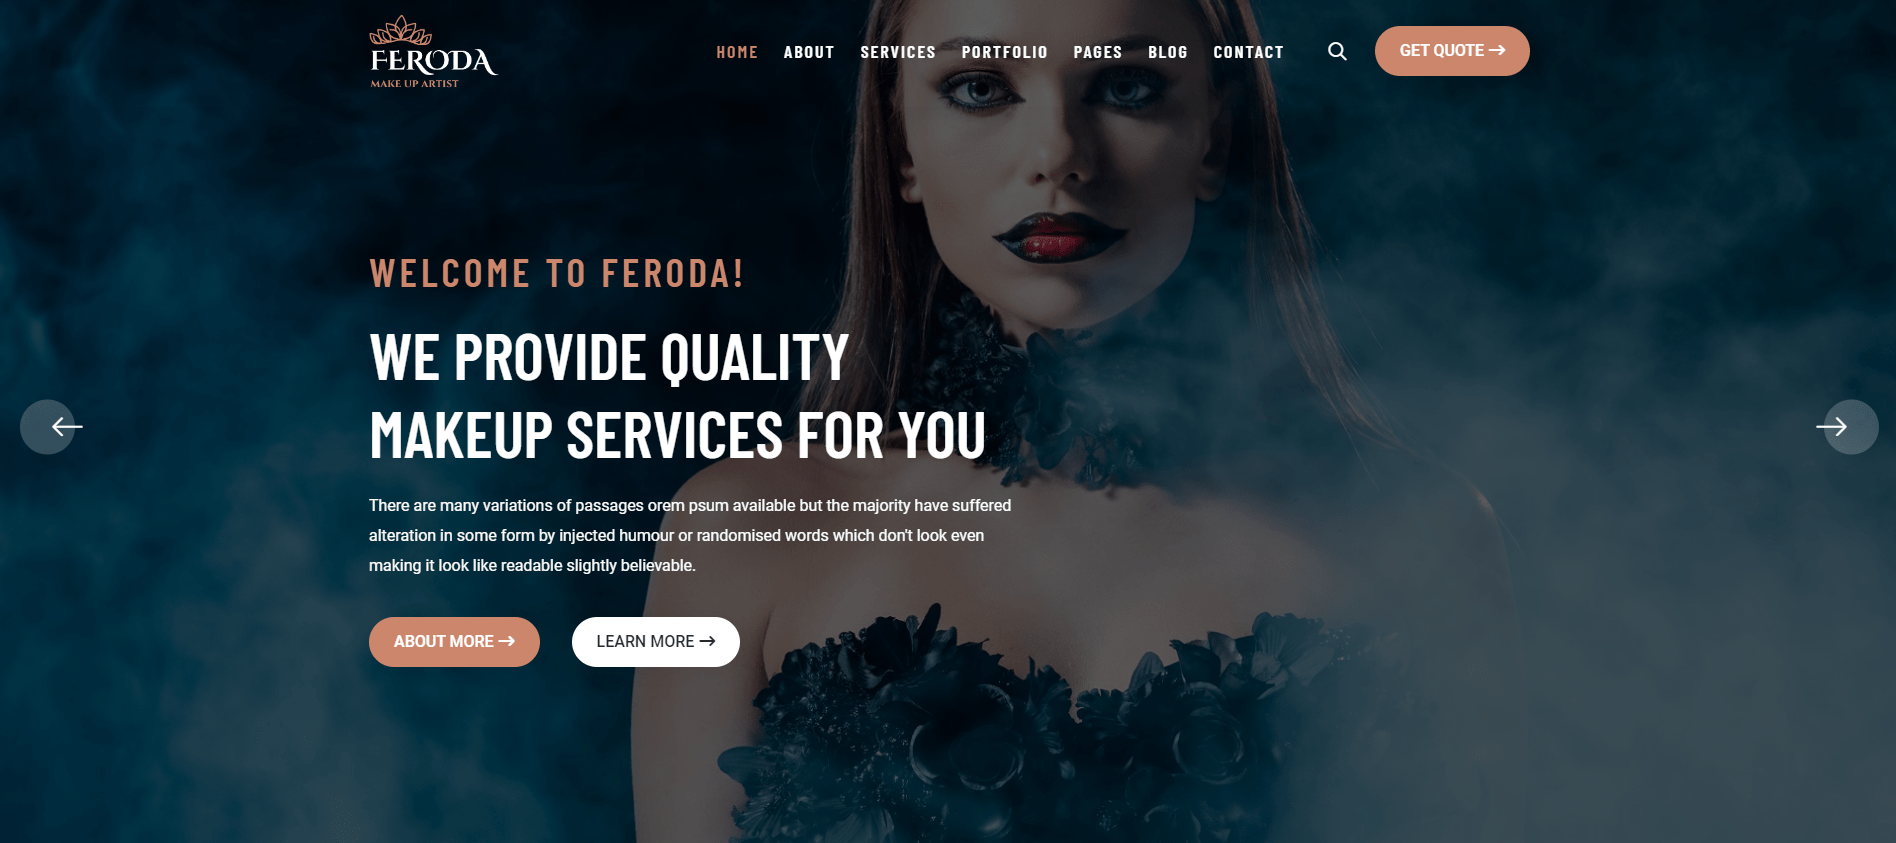 FERODA
MAKE UP ARTIST
HOME ABOUT SERVICES PORTFOLIO PAGES BLOG CONTACT
GET QUOTE →
WELCOME TO FERODA!
WE PROVIDE QUALITY
MAKEUP SERVICES FOR YOU
There are many variations of passages orem psum available but the majority have suffered
alteration in some form by injected humour or randomised words which don't look even
making it look like readable slightly believable.
ABOUT MORE → LEARN MORE →